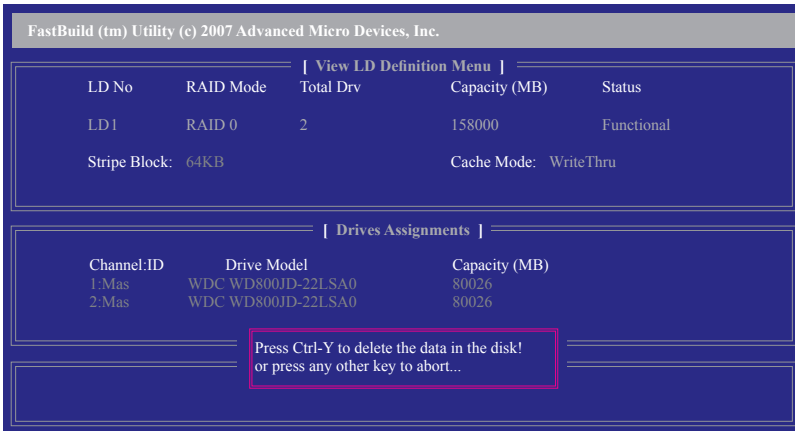 FastBuild (tm) Utility (c) 2007 Advanced Micro Devices, Inc.
[ View LD Definition Menu ]
LD No RAID Mode Total Drv Capacity (MB) Status
LD1 RAID 0 2 158000 Functional
Stripe Block: 64KB Cache Mode: WriteThru
[ Drives Assignments ]
Channel:ID Drive Model Capacity (MB)
1:Mas WDC WD800JD-22LSA0 80026
2:Mas WDC WD800JD-22LSA0 80026
Press Ctrl-Y to delete the data in the disk!
or press any other key to abort...